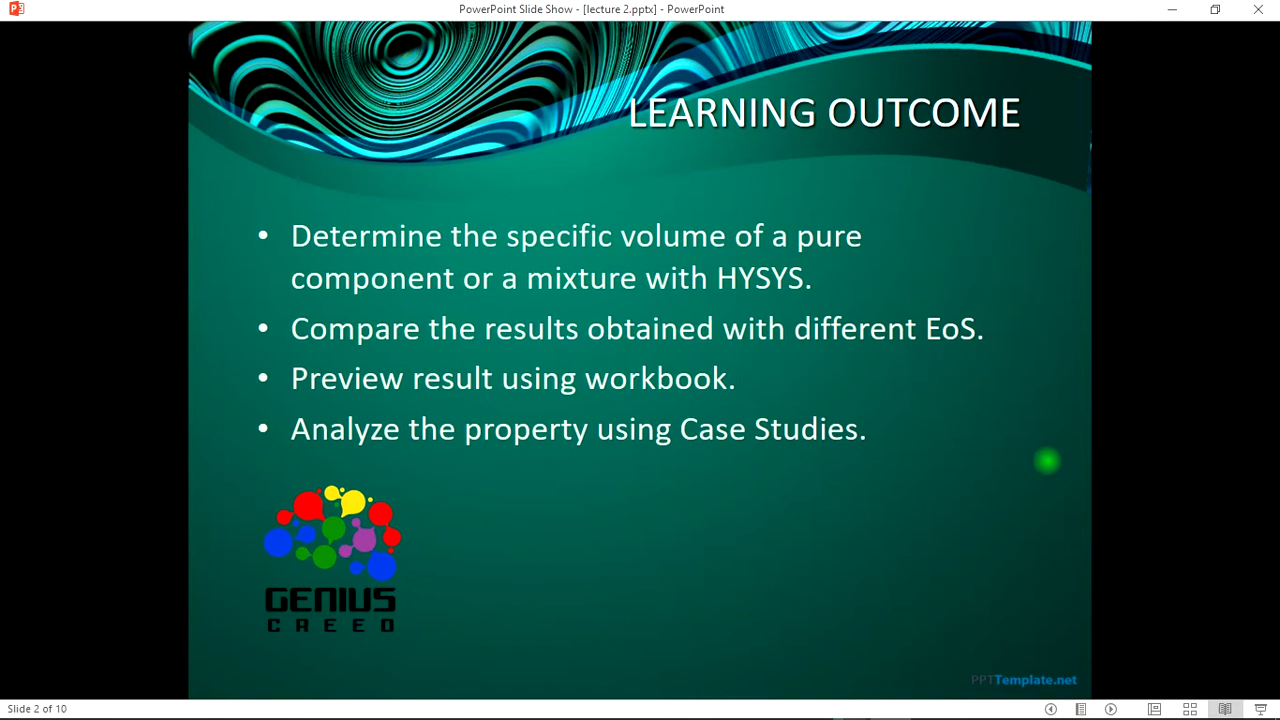 PowerPoint Slide Show - [lecture 2.pptx] - PowerPoint
LEARNING OUTCOME
• Determine the specific volume of a pure
component or a mixture with HYSYS.
• Compare the results obtained with different EoS.
• Preview result using workbook.
• Analyze the property using Case Studies.
GENIUS
CREED
PPTTemplate.net
Slide 2 of 10